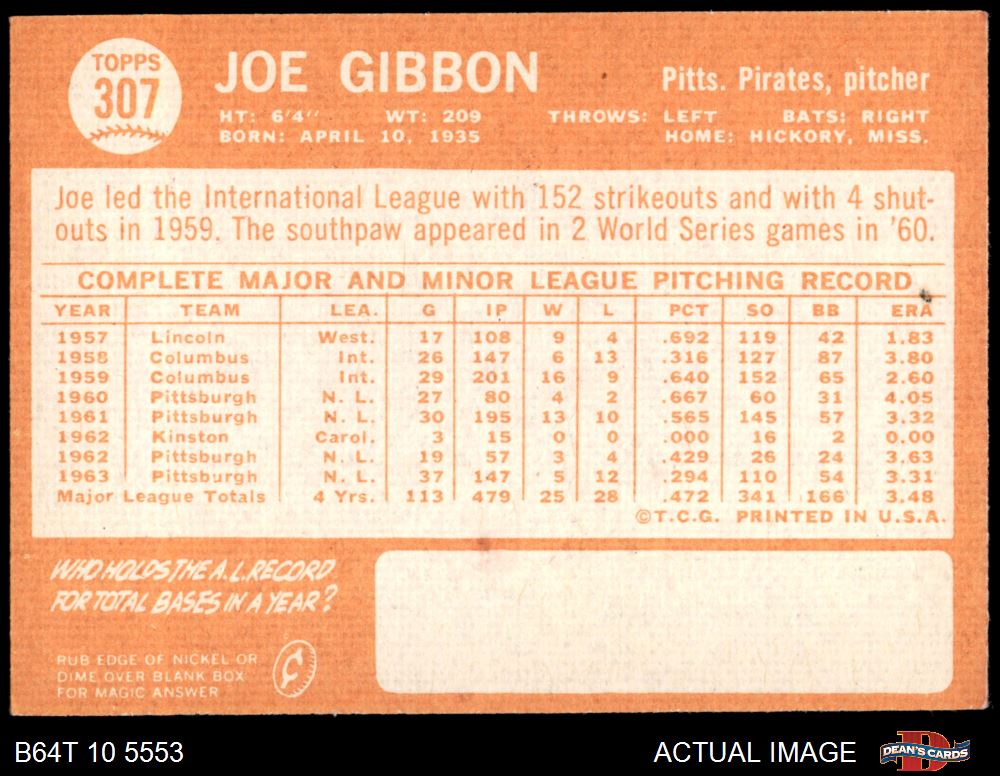 TOPPS
307
JOE GIBBON
Pitts. Pirates, pitcher
HT: 6'4" WT: 209 THROWS: LEFT BATS: RIGHT
BORN: APRIL 10, 1935 HOME: HICKORY, MISS.
Joe led the International League with 152 strikeouts and with 4 shut-
outs in 1959. The southpaw appeared in 2 World Series games in '60.
COMPLETE MAJOR AND MINOR LEAGUE PITCHING RECORD
YEAR TEAM LEA. G IP W L PCT SO BB ERA
1957 Lincoln West. 17 108 9 4 .692 119 42 1.83
1958 Columbus Int. 26 147 6 13 .316 127 87 3.80
1959 Columbus Int. 29 201 16 9 .640 152 65 2.60
1960 Pittsburgh N. L. 27 80 4 2 .667 60 31 4.05
1961 Pittsburgh N. L. 30 195 13 10 .565 145 57 3.32
1962 Kinston Carol. 3 15 0 0 .000 16 2 0.00
1962 Pittsburgh N. L. 19 57 3 4 .429 26 24 3.63
1963 Pittsburgh N. L. 37 147 5 12 .294 110 54 3.31
Major League Totals 4 Yrs. 113 479 25 28 .472 341 166 3.48
©T.C.G. PRINTED IN U.S.A.
WHO HOLDS THE A.L. RECORD
FOR TOTAL BASES IN A YEAR?
RUB EDGE OF NICKEL OR
DIME OVER BLANK BOX
FOR MAGIC ANSWER
B64T 10 5553
ACTUAL IMAGE
DEAN'S CARDS